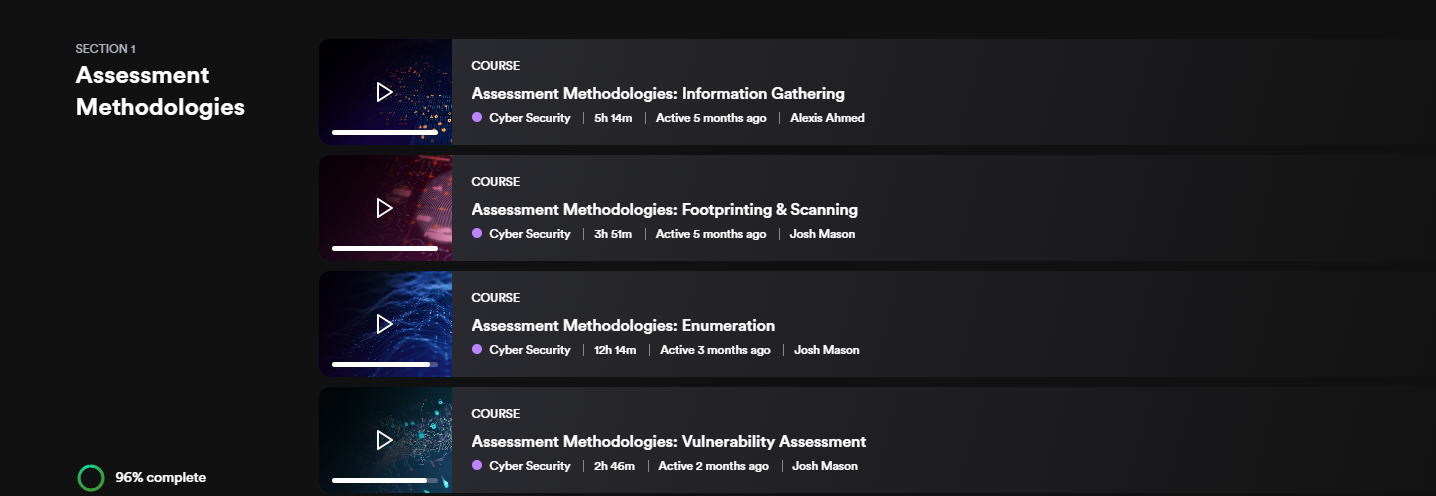 SECTION 1
Assessment
Methodologies
COURSE
Assessment Methodologies: Information Gathering
Cyber Security | 5h 14m | Active 5 months ago | Alexis Ahmed
COURSE
Assessment Methodologies: Footprinting & Scanning
Cyber Security | 3h 51m | Active 5 months ago | Josh Mason
COURSE
Assessment Methodologies: Enumeration
Cyber Security | 12h 14m | Active 3 months ago | Josh Mason
COURSE
Assessment Methodologies: Vulnerability Assessment
Cyber Security | 2h 46m | Active 2 months ago | Josh Mason
96% complete